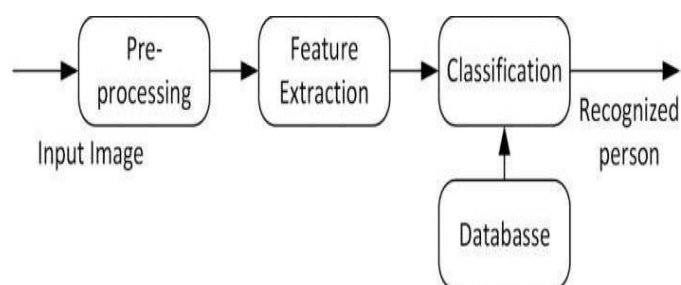 Pre-
processing
Feature
Extraction
Classification
Input Image
Recognized
person
Databasse